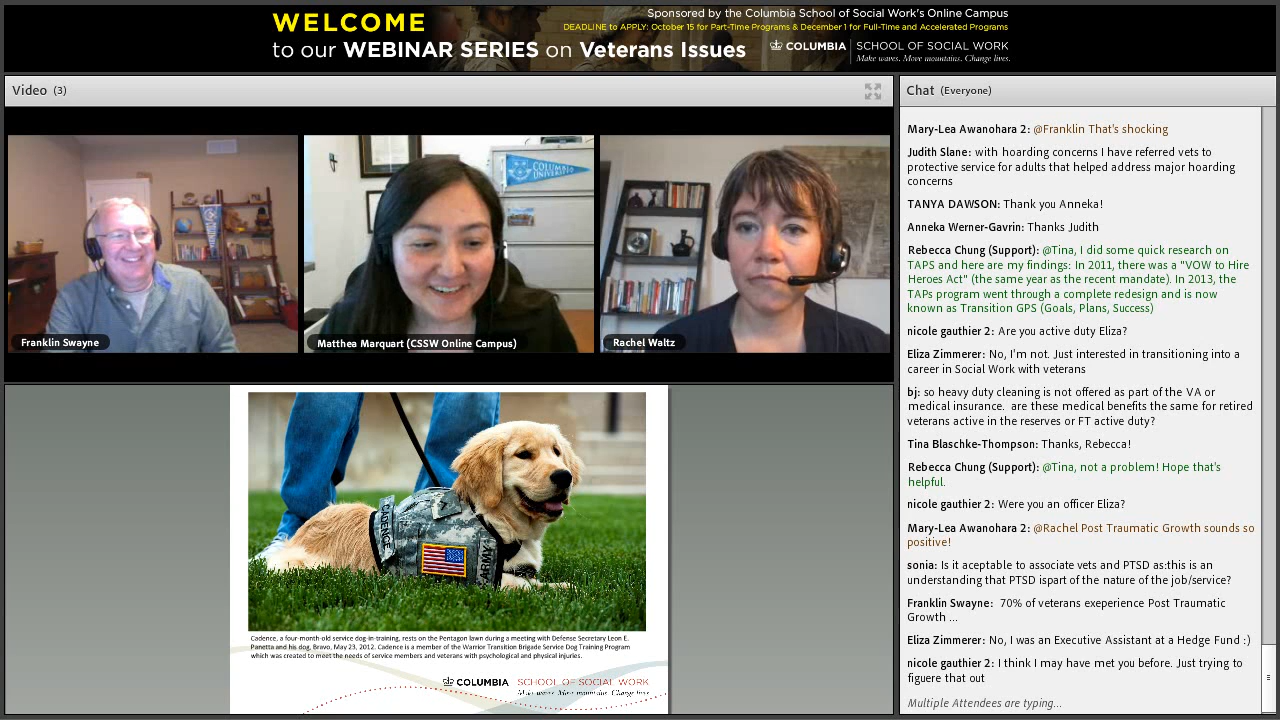 WELCOME
to our WEBINAR SERIES on Veterans Issues
Sponsored by the Columbia School of Social Work's Online Campus
DEADLINE to APPLY: October 15 for Part-Time Programs & December 1 for Full-Time and Accelerated Programs
COLUMBIA SCHOOL OF SOCIAL WORK
Make waves. Move mountains. Change lives.
Video (3)
COLUMBIA
UNIVERSITY
Franklin Swayne
Matthea Marquart (CSSW Online Campus)
Rachel Waltz
CADENCE
ARMY
Cadence, a four-month-old service dog-in-training, rests on the Pentagon lawn during a meeting with Defense Secretary Leon E.
Panetta and his dog, Bravo, May 23, 2012. Cadence is a member of the Warrior Transition Brigade Service Dog Training Program
which was created to meet the needs of service members and veterans with psychological and physical injuries.
COLUMBIA SCHOOL OF SOCIAL WORK
Make waves. Move mountains. Change lives.
Chat (Everyone)
Mary-Lea Awanohara 2: @Franklin That's shocking
Judith Slane: with hoarding concerns I have referred vets to
protective service for adults that helped address major hoarding
concerns
TANYA DAWSON: Thank you Anneka!
Anneka Werner-Gavrin: Thanks Judith
Rebecca Chung (Support): @Tina, I did some quick research on
TAPS and here are my findings: In 2011, there was a "VOW to Hire
Heroes Act" (the same year as the recent mandate). In 2013, the
TAPs program went through a complete redesign and is now
known as Transition GPS (Goals, Plans, Success)
nicole gauthier 2: Are you active duty Eliza?
Eliza Zimmerer: No, I'm not. Just interested in transitioning into a
career in Social Work with veterans
bj: so heavy duty cleaning is not offered as part of the VA or
medical insurance. are these medical benefits the same for retired
veterans active in the reserves or FT active duty?
Tina Blaschke-Thompson: Thanks, Rebecca!
Rebecca Chung (Support): @Tina, not a problem! Hope that's
helpful.
nicole gauthier 2: Were you an officer Eliza?
Mary-Lea Awanohara 2: @Rachel Post Traumatic Growth sounds so
positive!
sonia: Is it aceptable to associate vets and PTSD as:this is an
understanding that PTSD ispart of the nature of the job/service?
Franklin Swayne: 70% of veterans exeperience Post Traumatic
Growth ...
Eliza Zimmerer: No, I was an Executive Assistant at a Hedge Fund :)
nicole gauthier 2: I think I may have met you before. Just trying to
figuere that out
Multiple Attendees are typing...